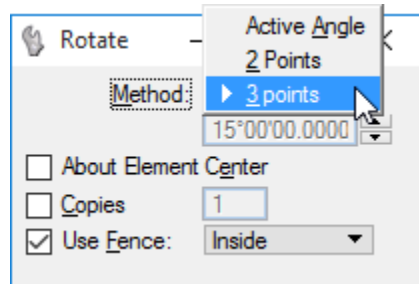 Rotate
Active Angle
2 Points
Method: 3 points
15°00'00.0000
About Element Center
Copies 1
Use Fence: Inside